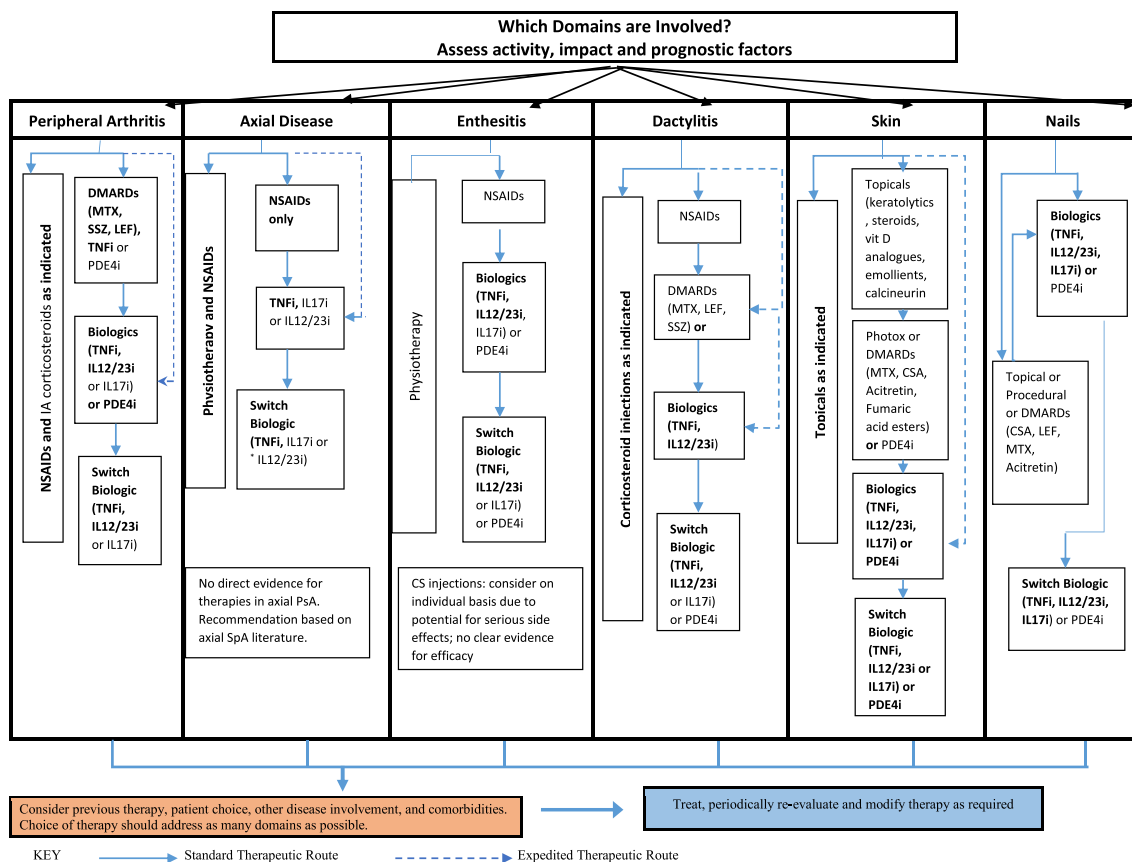 Which Domains are Involved?
Assess activity, impact and prognostic factors
Peripheral Arthritis
NSAIDs and IA corticosteroids as indicated
DMARDs
(MTX,
SSZ, LEF),
TNFi or
PDE4i
Biologics
(TNFi,
IL12/23i
or IL17i)
or PDE4i
Switch
Biologic
(TNFi,
IL12/23i
or IL17i)
Axial Disease
Physiotherapy and NSAIDs
NSAIDs
only
TNFi, IL17i
or IL12/23i
Switch
Biologic
(TNFi, IL17i or
* IL12/23i)
No direct evidence for
therapies in axial PsA.
Recommendation based on
axial SpA literature.
Enthesitis
Physiotherapy
NSAIDs
Biologics
(TNFi,
IL12/23i,
IL17i) or
PDE4i
Switch
Biologic
(TNFi,
IL12/23i
or IL17i)
or PDE4i
CS injections: consider on
individual basis due to
potential for serious side
effects; no clear evidence
for efficacy
Dactylitis
Corticosteroid injections as indicated
NSAIDs
DMARDs
(MTX, LEF,
SSZ) or
Biologics
(TNFi,
IL12/23i)
Switch
Biologic
(TNFi,
IL12/23i
or IL17i)
or PDE4i
Skin
Topicals as indicated
Topicals
(keratolytics
, steroids,
vit D
analogues,
emollients,
calcineurin
Photox or
DMARDs
(MTX, CSA,
Acitretin,
Fumaric
acid esters)
or PDE4i
Biologics
(TNFi,
IL12/23i,
IL17i) or
PDE4i
Switch
Biologic
(TNFi,
IL12/23i or
IL17i) or
PDE4i
Nails
Biologics
(TNFi,
IL12/23i,
IL17i) or
PDE4i
Topical or
Procedural
or DMARDs
(CSA, LEF,
MTX,
Acitretin)
Switch Biologic
(TNFi, IL12/23i,
IL17i) or PDE4i
Consider previous therapy, patient choice, other disease involvement, and comorbidities.
Choice of therapy should address as many domains as possible.
Treat, periodically re-evaluate and modify therapy as required
KEY
Standard Therapeutic Route
Expedited Therapeutic Route